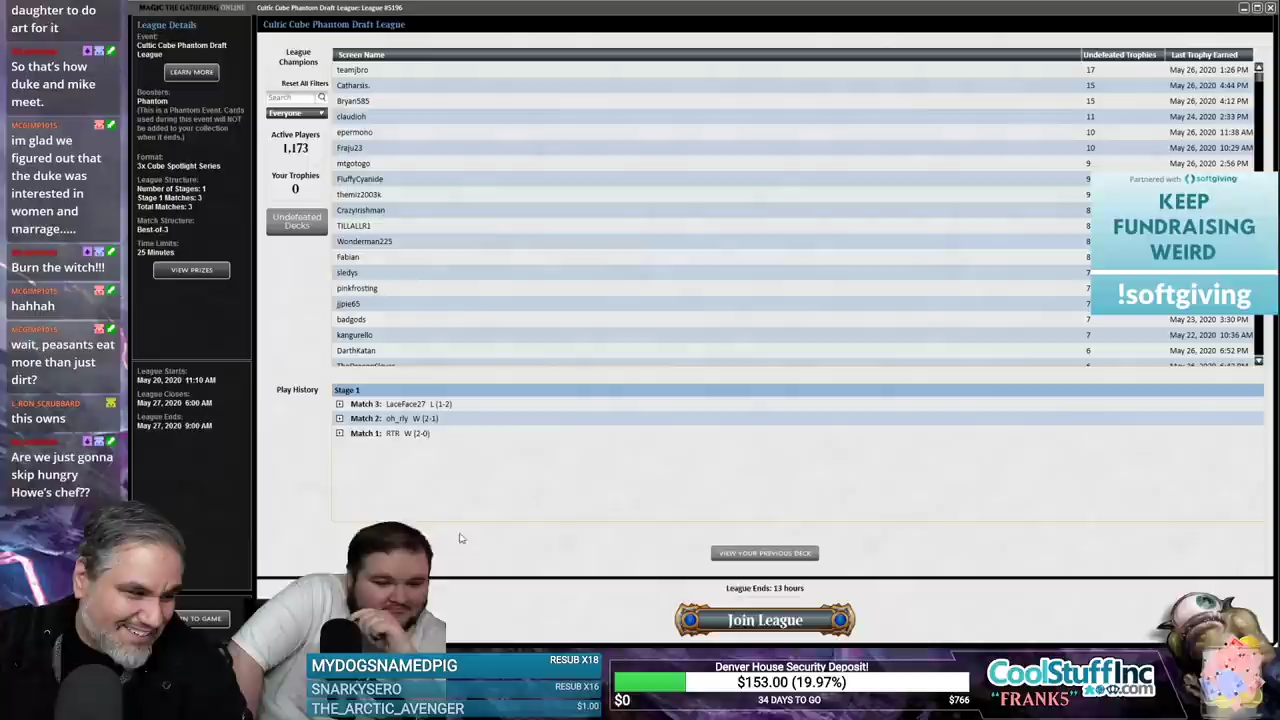 daughter to do
art for it
So that's how
duke and mike
meet.
MCGIMP1015
im glad we
figured out that
the duke was
interested in
women and
marrage.....
Burn the witch!!!
MCGIMP1015
hahhah
MCGIMP1015
wait, peasants eat
more than just
dirt?
L_RON_SCRUBBARD
this owns
Are we just gonna
skip hungry
Howe's chef??
MAGIC THE GATHERING ONLINE
Cultic Cube Phantom Draft League: League #5196
League Details
Event:
Cultic Cube Phantom Draft
League
LEARN MORE
Boosters:
Phantom
(This is a Phantom Event. Cards
used during this event will NOT
be added to your collection
when it ends.)
Format:
3x Cube Spotlight Series
League Structure:
Number of Stages: 1
Stage 1 Matches: 3
Total Matches: 3
Match Structure:
Best-of-3
Time Limits:
25 Minutes
VIEW PRIZES
League Starts:
May 20, 2020 11:10 AM
League Closes:
May 27, 2020 6:00 AM
League Ends:
May 27, 2020 9:00 AM
TO GAME
Cultic Cube Phantom Draft League
League
Champions
Reset All Filters
Search
Everyone
Active Players
1,173
Your Trophies
0
Undefeated
Decks
Screen Name Undefeated Trophies Last Trophy Earned
teamjbro 17 May 26, 2020 1:26 PM
Catharsis. 15 May 26, 2020 4:44 PM
Bryan585 15 May 26, 2020 4:12 PM
claudioh 11 May 24, 2020 2:33 PM
epermono 10 May 26, 2020 11:38 AM
Fraju23 10 May 26, 2020 10:29 AM
mtgotogo 9 May 26, 2020 2:56 PM
FluffyCyanide 9
themiz2003k 9
CrazyIrishman 8
TILLALLR1 8
Wonderman225 8
Fabian 8
sledys 7
pinkfrosting 7
jjpie65 7
badgods 7 May 23, 2020 3:30 PM
kangurello 7 May 22, 2020 10:36 AM
DarthKatan 6 May 26, 2020 6:52 PM
Play History
Stage 1
Match 3: LaceFace27 L (1-2)
Match 2: oh_rly W (2-1)
Match 1: RTR W (2-0)
VIEW YOUR PREVIOUS DECK
League Ends: 13 hours
Join League
Partnered with softgiving
KEEP
FUNDRAISING
WEIRD
!softgiving
MYDOGSNAMEDPIG RESUB X18
SNARKYSERO RESUB X16
THE_ARCTIC_AVENGER $1.00
Denver House Security Deposit!
$153.00 (19.97%)
$0 34 DAYS TO GO $766
CoolStuffInc
.com
"FRANK5"